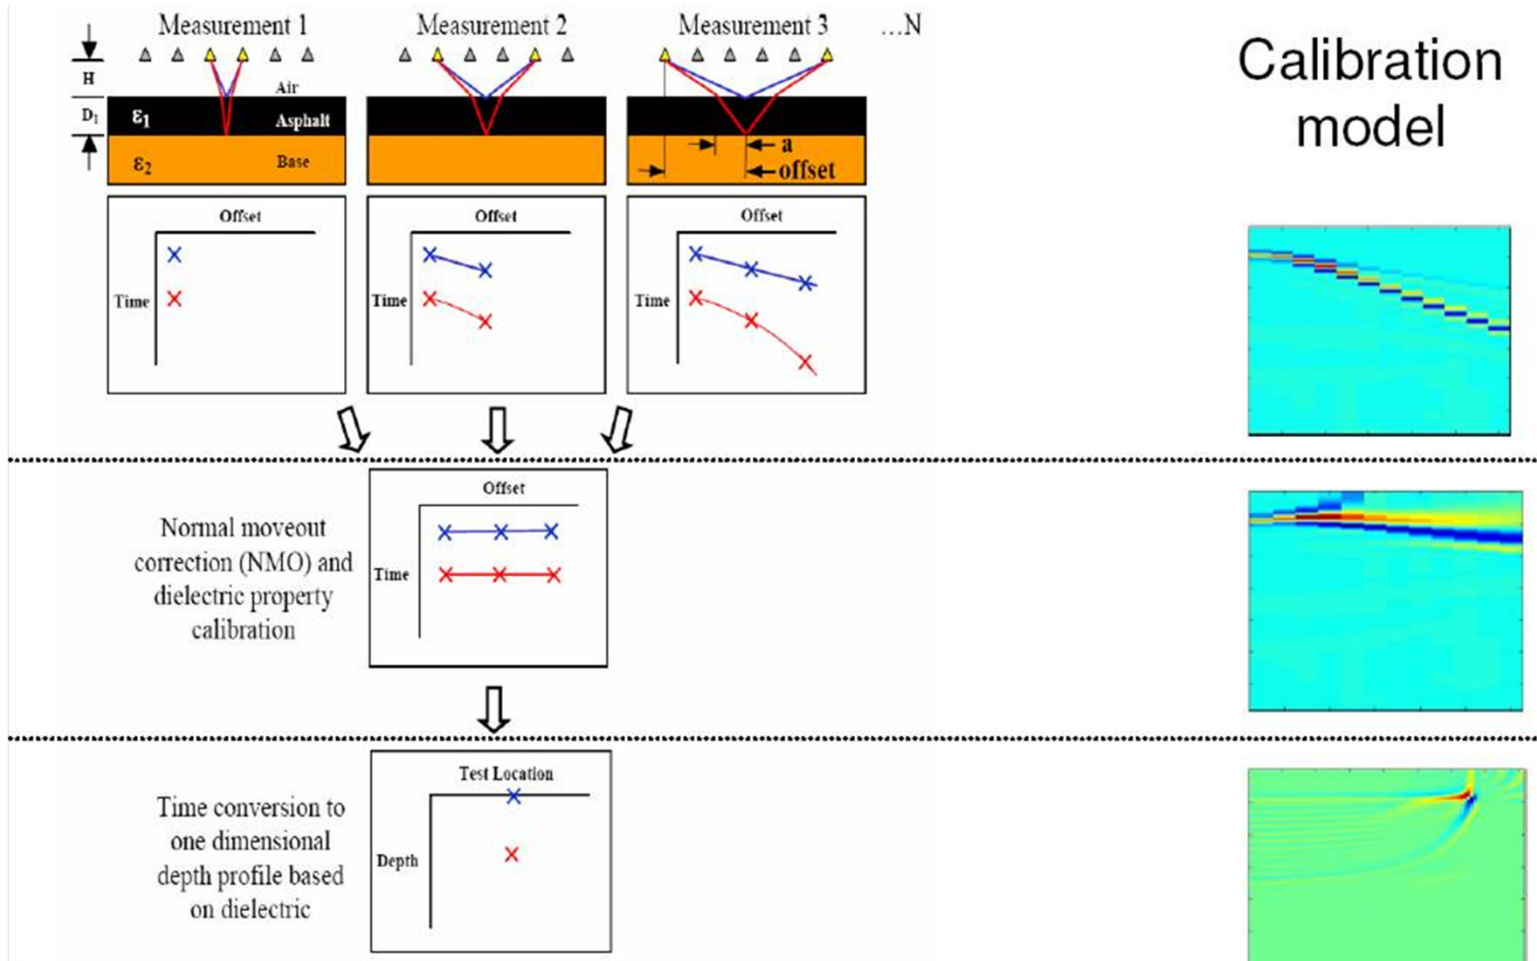 Measurement 1
Measurement 2
Measurement 3
...N
Calibration
model
H
Air
D1
ε1
Asphalt
a
ε2
Base
offset
Offset
Time
Offset
Time
Offset
Time
Normal moveout
correction (NMO) and
dielectric property
calibration
Offset
Time
Time conversion to
one dimensional
depth profile based
on dielectric
Test Location
Depth